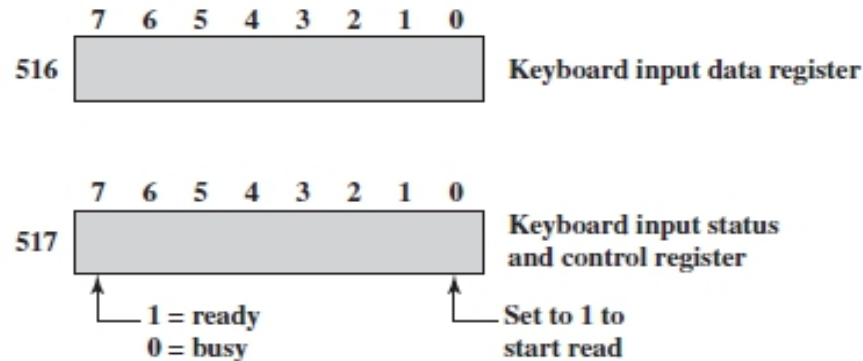 7 6 5 4 3 2 1 0
516 Keyboard input data register
7 6 5 4 3 2 1 0
517 Keyboard input status
and control register
1 = ready
0 = busy
Set to 1 to
start read